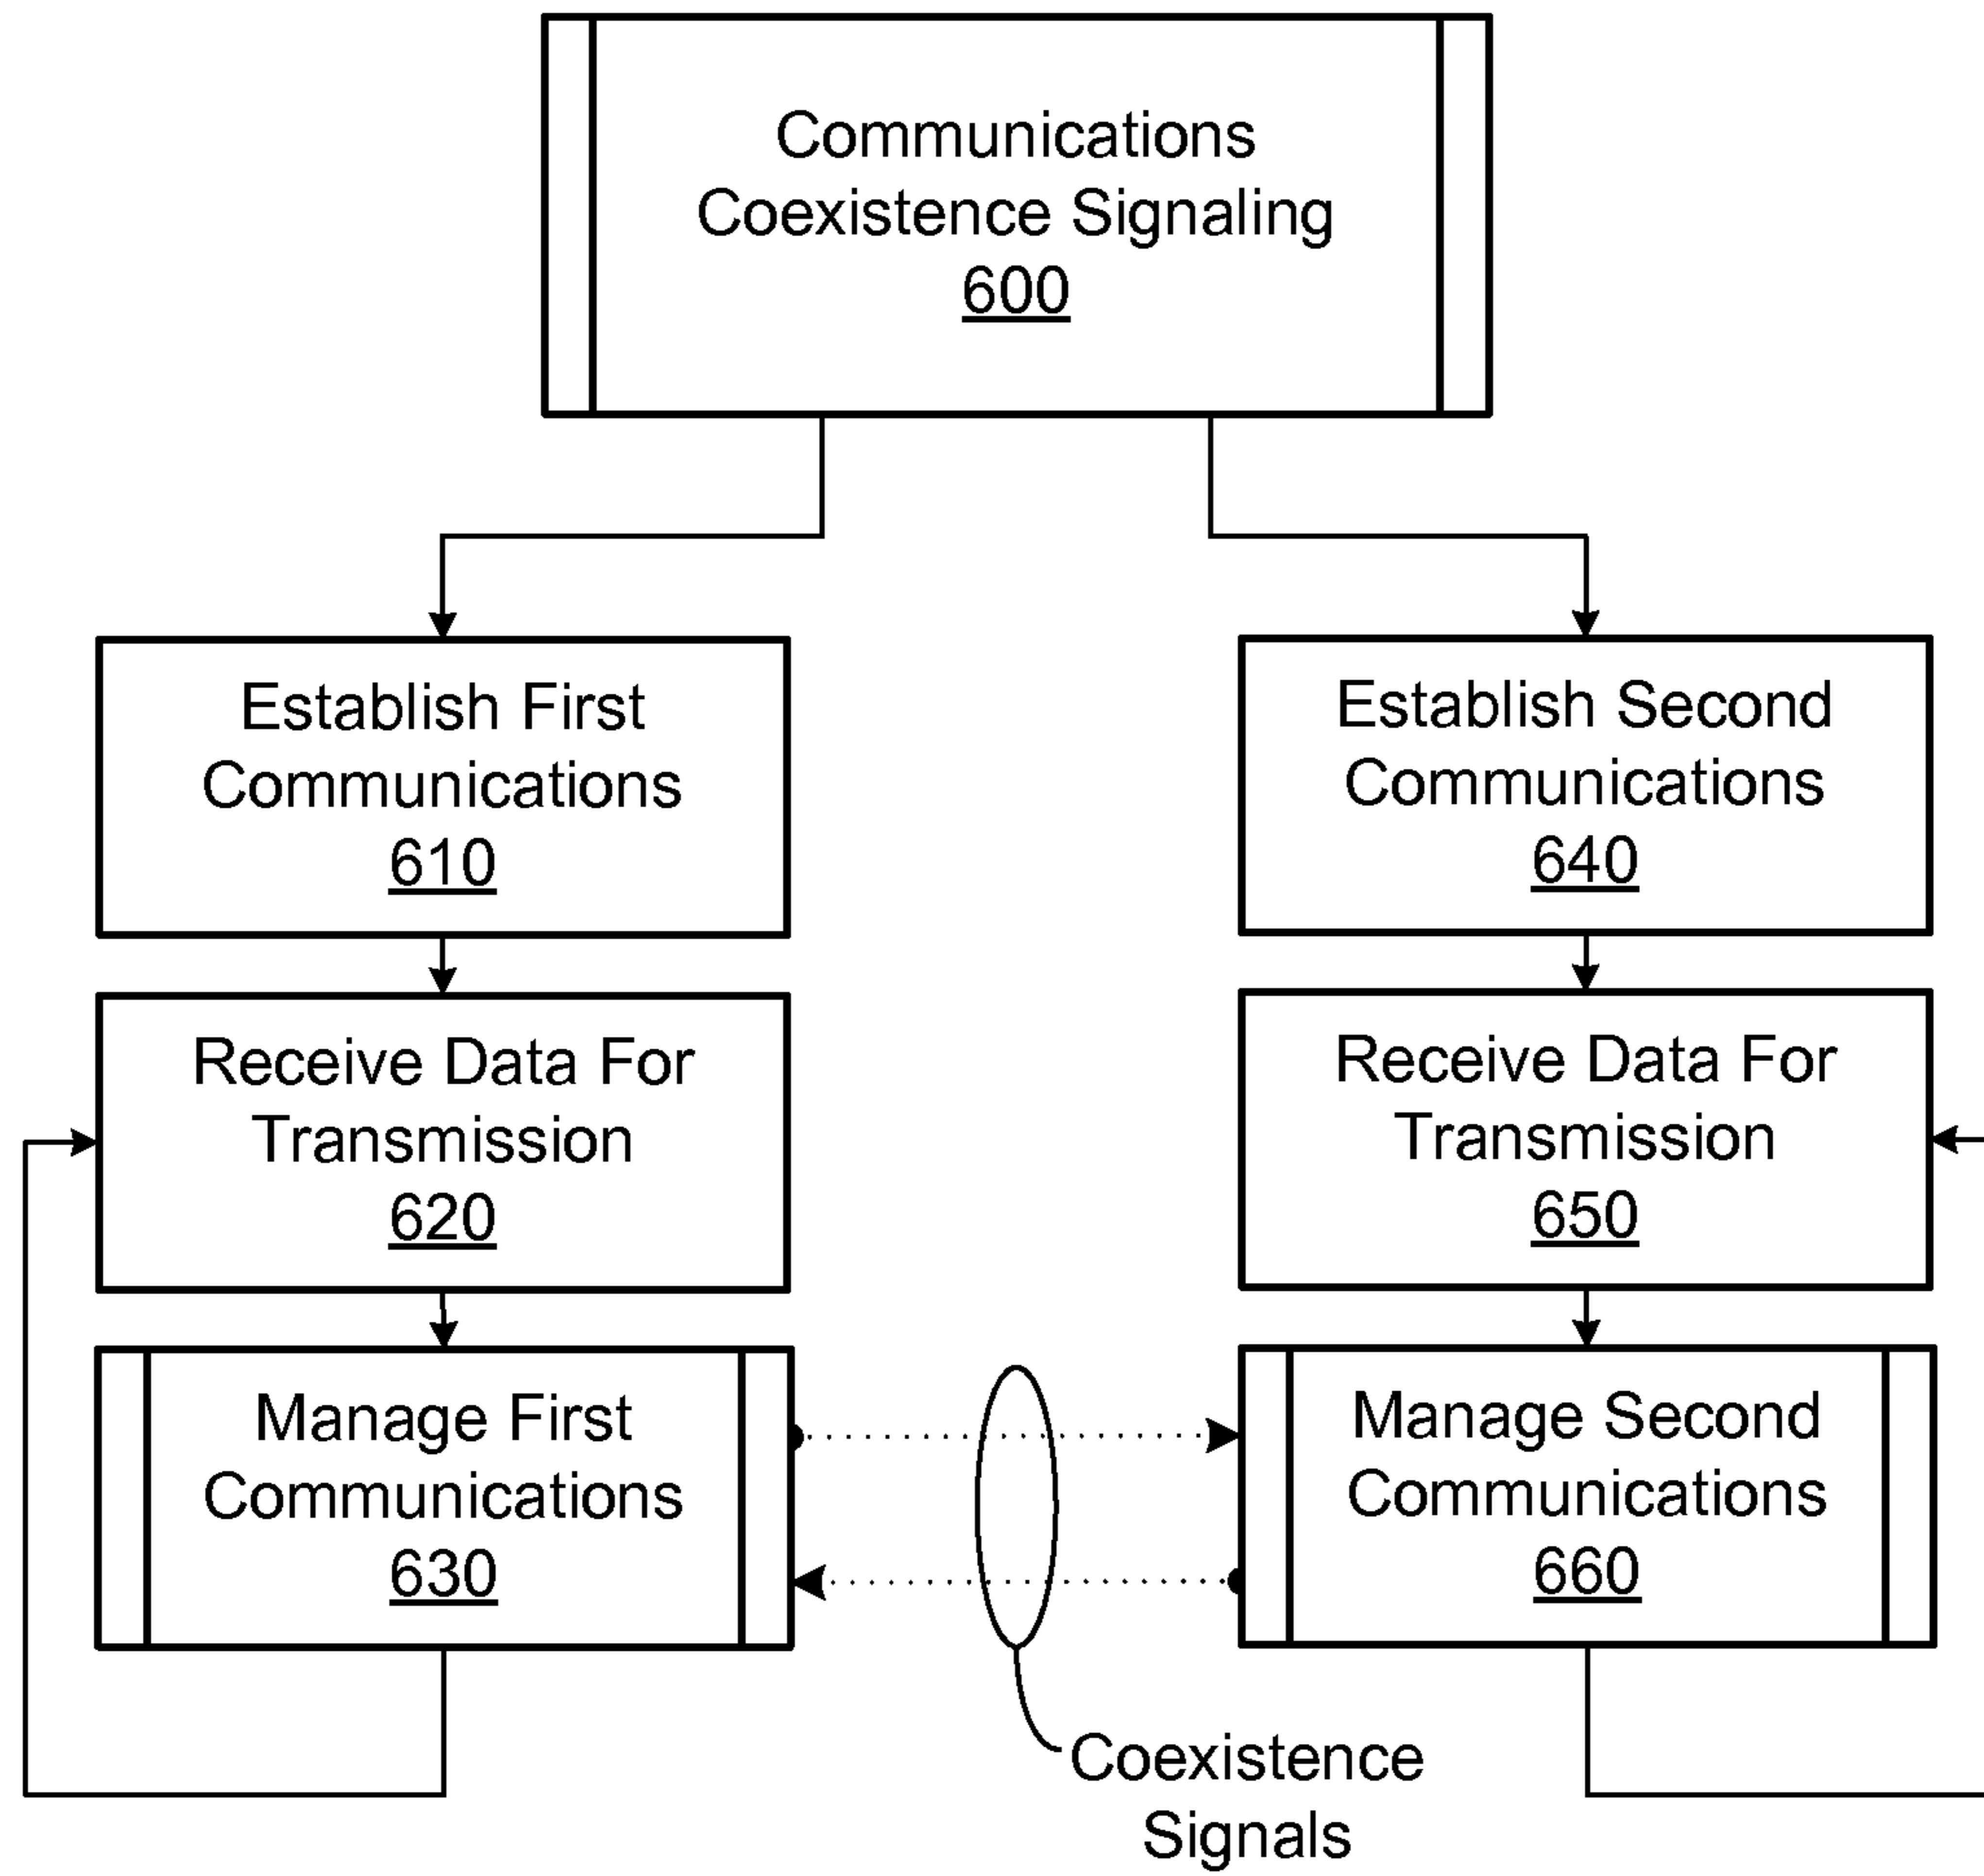 Communications
Coexistence Signaling
600
Establish First
Communications
610
Establish Second
Communications
640
Receive Data For
Transmission
620
Receive Data For
Transmission
650
Manage First
Communications
630
Manage Second
Communications
660
Coexistence
Signals